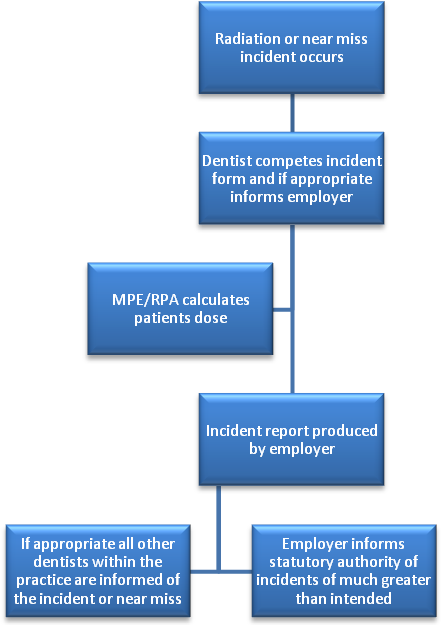 Radiation or near miss
incident occurs
Dentist competes incident
form and if appropriate
informs employer
MPE/RPA calculates
patients dose
Incident report produced
by employer
If appropriate all other
dentists within the
practice are informed of
the incident or near miss
Employer informs
statutory authority of
incidents of much greater
than intended